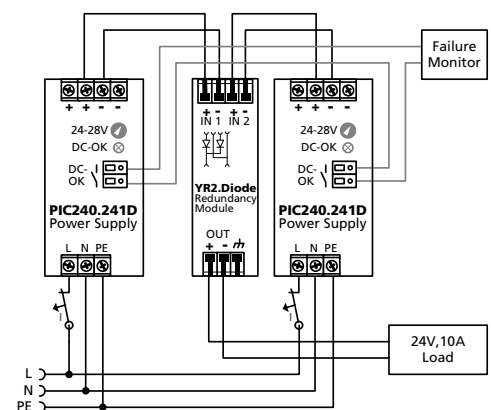 Failure
Monitor
+ + - -
24-28V
DC-OK
DC-
OK
I
PIC240.241D
Power Supply
L N PE
I
+ - + -
IN 1 IN 2
YR2.Diode
Redundancy
Module
OUT
+ -
+ + - -
24-28V
DC-OK
DC-
OK
I
PIC240.241D
Power Supply
L N PE
I
24V,10A
Load
L
N
PE